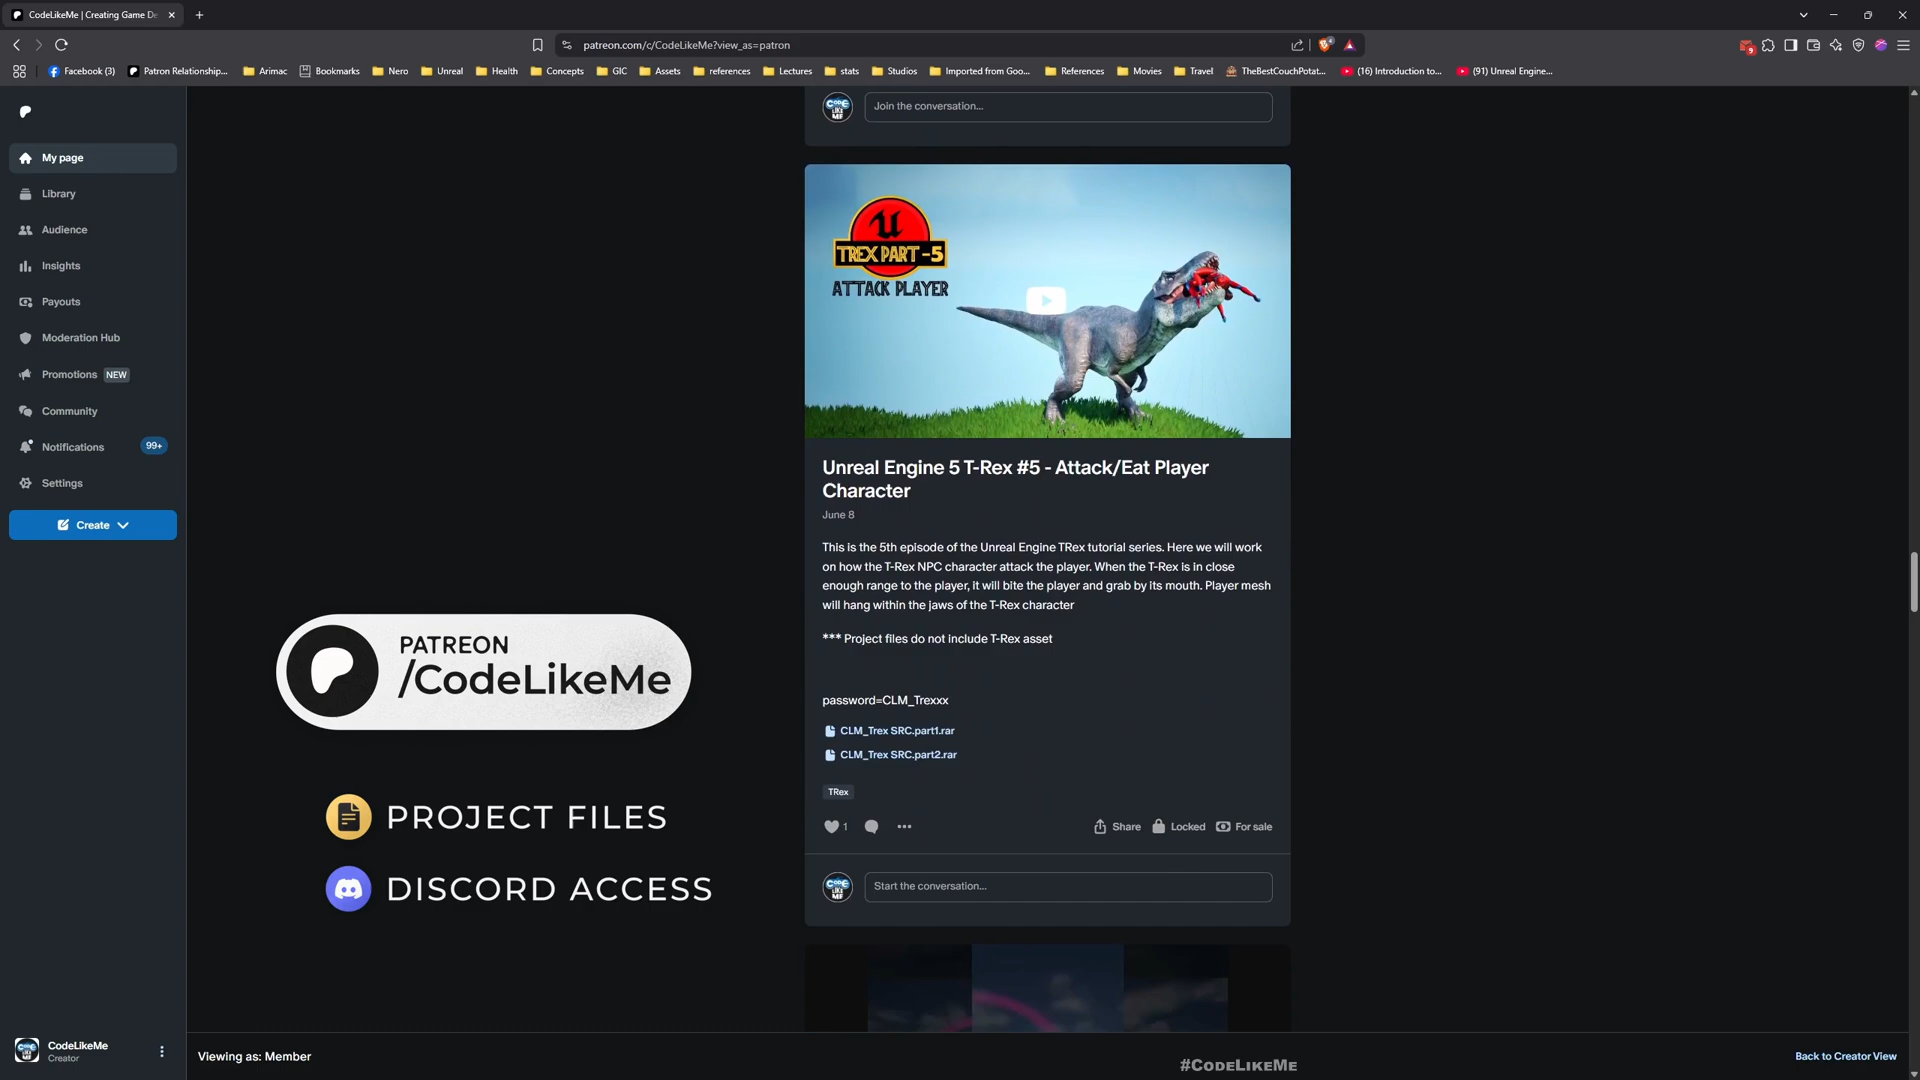 CodeLikeMe | Creating Game De
patreon.com/c/CodeLikeMe?view_as=patron
4
9
Facebook (3)
Patron Relationship...
Arimac
Bookmarks
Nero
Unreal
Health
Concepts
GIC
Assets
references
Lectures
stats
Studios
Imported from Goo...
References
Movies
Travel
TheBestCouchPotat...
(16) Introduction to...
(91) Unreal Engine...
My page
Library
Audience
Insights
Payouts
Moderation Hub
Promotions NEW
Community
Notifications 99+
Settings
Create
CODE LIKE ME
Join the conversation...
TREX PART -5
ATTACK PLAYER
Unreal Engine 5 T-Rex #5 - Attack/Eat Player
Character
June 8
This is the 5th episode of the Unreal Engine TRex tutorial series. Here we will work
on how the T-Rex NPC character attack the player. When the T-Rex is in close
enough range to the player, it will bite the player and grab by its mouth. Player mesh
will hang within the jaws of the T-Rex character
*** Project files do not include T-Rex asset
password=CLM_Trexxx
CLM_Trex SRC.part1.rar
CLM_Trex SRC.part2.rar
TRex
1
Share
Locked
For sale
CODE LIKE ME
Start the conversation...
PATREON
/CodeLikeMe
PROJECT FILES
DISCORD ACCESS
CodeLikeMe
Creator
Viewing as: Member
#CodeLikeMe
Back to Creator View